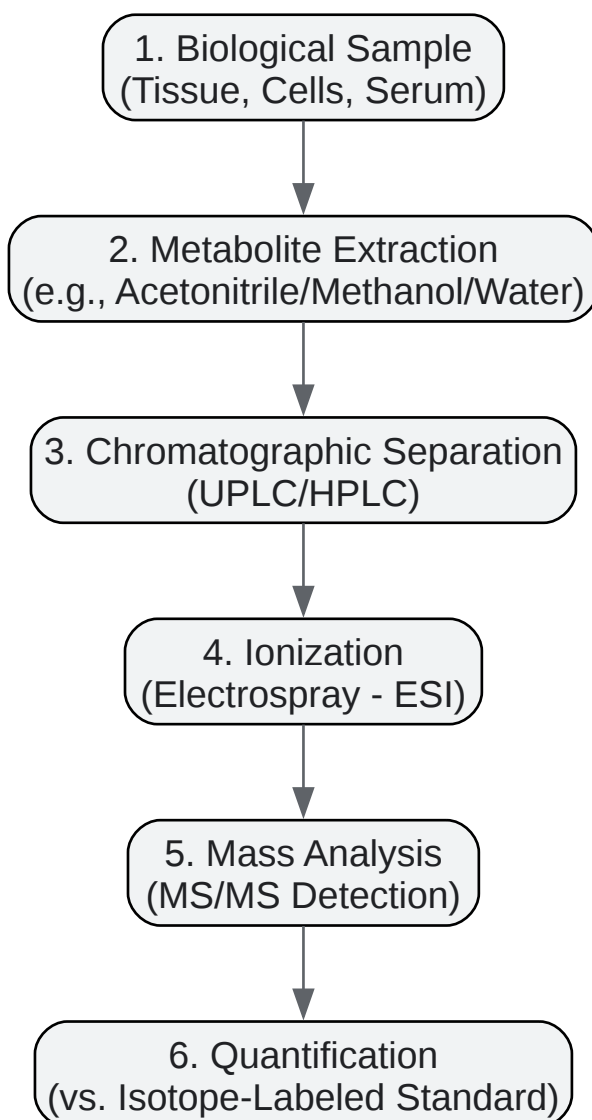 1. Biological Sample
(Tissue, Cells, Serum)
2. Metabolite Extraction
(e.g., Acetonitrile/Methanol/Water)
3. Chromatographic Separation
(UPLC/HPLC)
4. Ionization
(Electrospray - ESI)
5. Mass Analysis
(MS/MS Detection)
6. Quantification
(vs. Isotope-Labeled Standard)